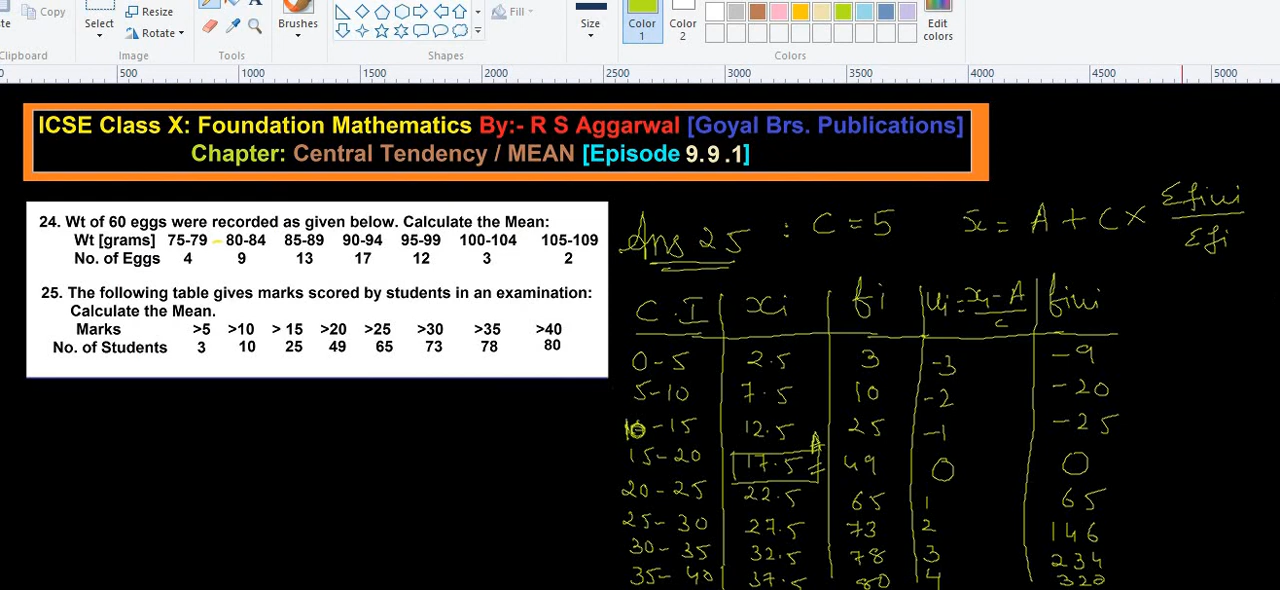 Copy
Resize
Select
Rotate
Brushes
Size
Fill
Color 1
Color 2
Edit colors
Clipboard
Image
Tools
Shapes
Colors
500 1000 1500 2000 2500 3000 3500 4000 4500 5000
ICSE Class X: Foundation Mathematics By:- R S Aggarwal [Goyal Brs. Publications]
Chapter: Central Tendency / MEAN [Episode 9.9.1]
24. Wt of 60 eggs were recorded as given below. Calculate the Mean:
Wt [grams] 75-79 80-84 85-89 90-94 95-99 100-104 105-109
No. of Eggs 4 9 13 17 12 3 2
25. The following table gives marks scored by students in an examination:
Calculate the Mean.
Marks >5 >10 > 15 >20 >25 >30 >35 >40
No. of Students 3 10 25 49 65 73 78 80
Ans 25 : C = 5 x̄ = A + C × Σfiui / Σfi
C.I xi fi ui = xi - A / c fiui
0-5 2.5 3 -3 -9
5-10 7.5 10 -2 -20
10-15 12.5 25 -1 -25
15-20 17.5 = A 49 0 0
20-25 22.5 65 1 65
25-30 27.5 73 2 146
30-35 32.5 78 3 234
35-40 37.5 80 4 320